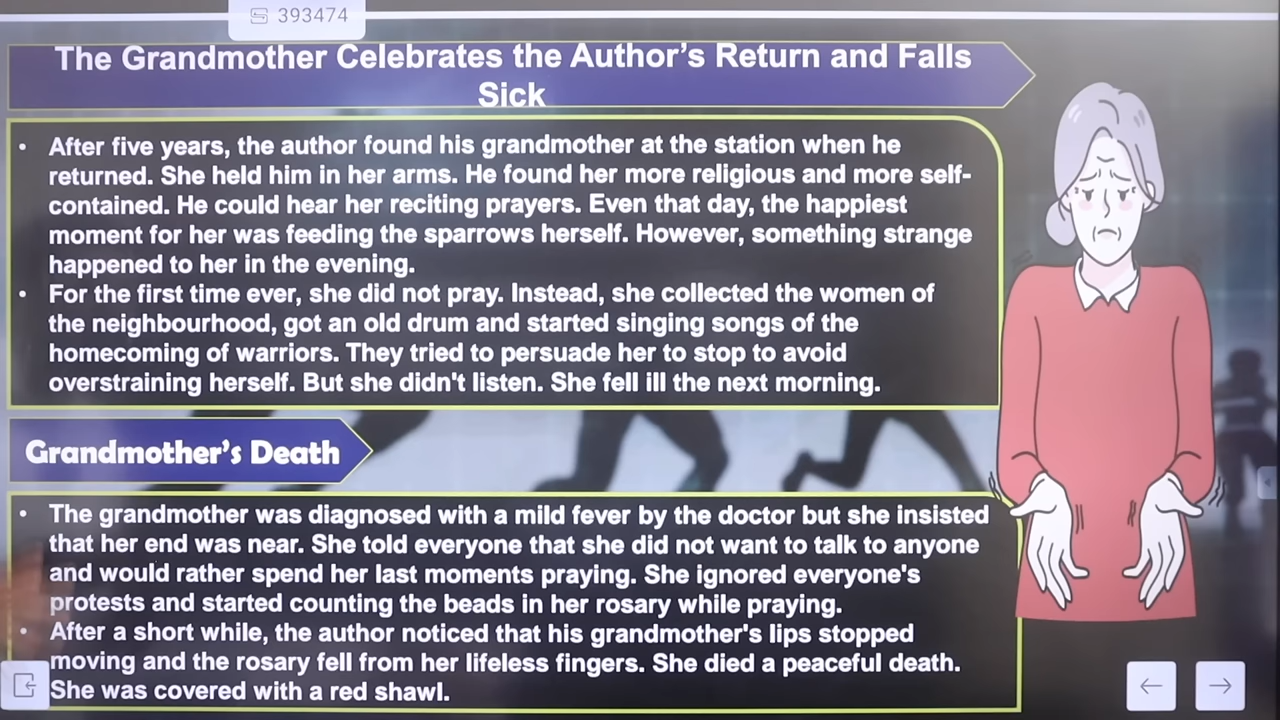 393474
The Grandmother Celebrates the Author's Return and Falls
Sick
• After five years, the author found his grandmother at the station when he
returned. She held him in her arms. He found her more religious and more self-
contained. He could hear her reciting prayers. Even that day, the happiest
moment for her was feeding the sparrows herself. However, something strange
happened to her in the evening.
• For the first time ever, she did not pray. Instead, she collected the women of
the neighbourhood, got an old drum and started singing songs of the
homecoming of warriors. They tried to persuade her to stop to avoid
overstraining herself. But she didn't listen. She fell ill the next morning.
Grandmother's Death
• The grandmother was diagnosed with a mild fever by the doctor but she insisted
that her end was near. She told everyone that she did not want to talk to anyone
and would rather spend her last moments praying. She ignored everyone's
protests and started counting the beads in her rosary while praying.
• After a short while, the author noticed that his grandmother's lips stopped
moving and the rosary fell from her lifeless fingers. She died a peaceful death.
She was covered with a red shawl.